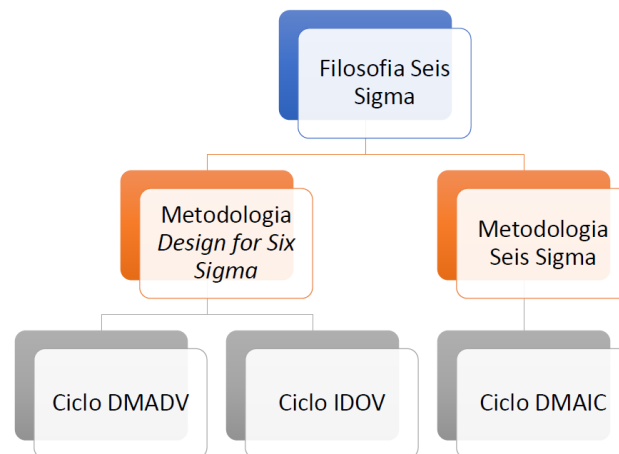 Filosofia Seis
Sigma
Metodologia
Design for Six
Sigma
Metodologia
Seis Sigma
Ciclo DMADV
Ciclo IDOV
Ciclo DMAIC